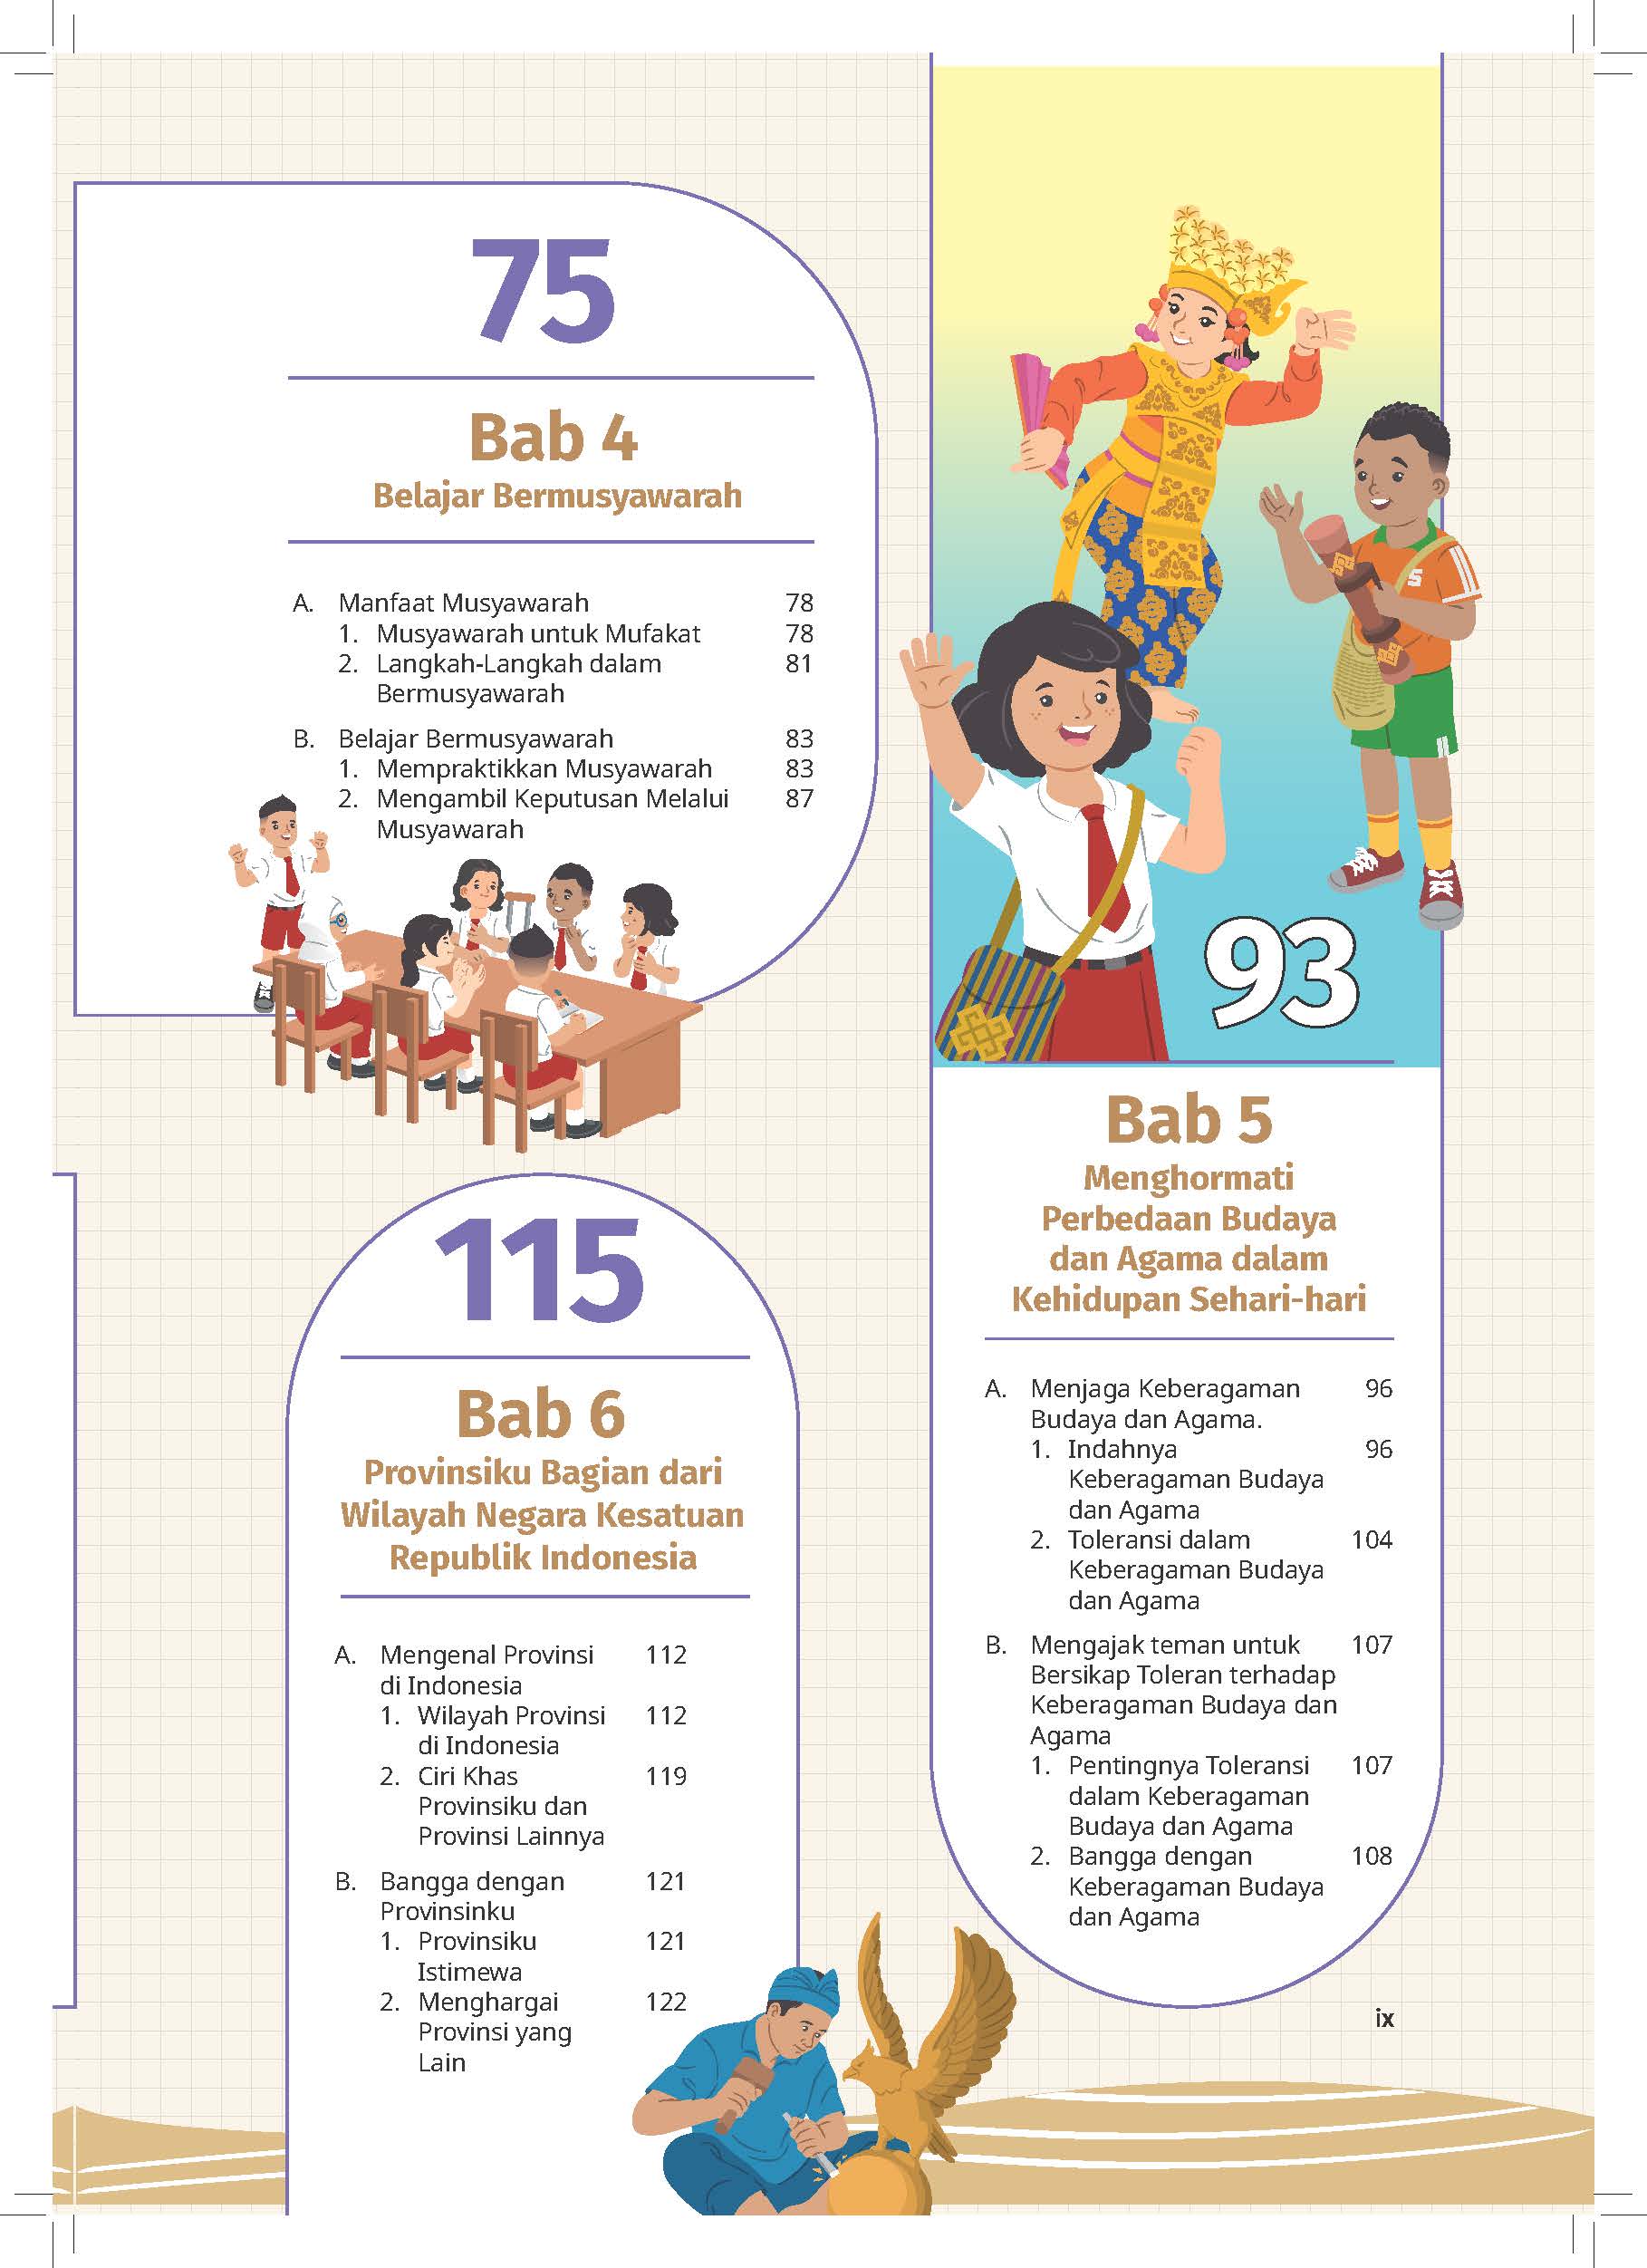 75
Bab 4
Belajar Bermusyawarah
A. Manfaat Musyawarah 78
1. Musyawarah untuk Mufakat 78
2. Langkah-Langkah dalam 81
Bermusyawarah
B. Belajar Bermusyawarah 83
1. Mempraktikkan Musyawarah 83
2. Mengambil Keputusan Melalui 87
Musyawarah
93
Bab 5
Menghormati
Perbedaan Budaya
dan Agama dalam
Kehidupan Sehari-hari
A. Menjaga Keberagaman 96
Budaya dan Agama.
1. Indahnya 96
Keberagaman Budaya
dan Agama
2. Toleransi dalam 104
Keberagaman Budaya
dan Agama
B. Mengajak teman untuk 107
Bersikap Toleran terhadap
Keberagaman Budaya dan
Agama
1. Pentingnya Toleransi 107
dalam Keberagaman
Budaya dan Agama
2. Bangga dengan 108
Keberagaman Budaya
dan Agama
115
Bab 6
Provinsiku Bagian dari
Wilayah Negara Kesatuan
Republik Indonesia
A. Mengenal Provinsi 112
di Indonesia
1. Wilayah Provinsi 112
di Indonesia
2. Ciri Khas 119
Provinsiku dan
Provinsi Lainnya
B. Bangga dengan 121
Provinsinku
1. Provinsiku 121
Istimewa
2. Menghargai 122
Provinsi yang
Lain
ix